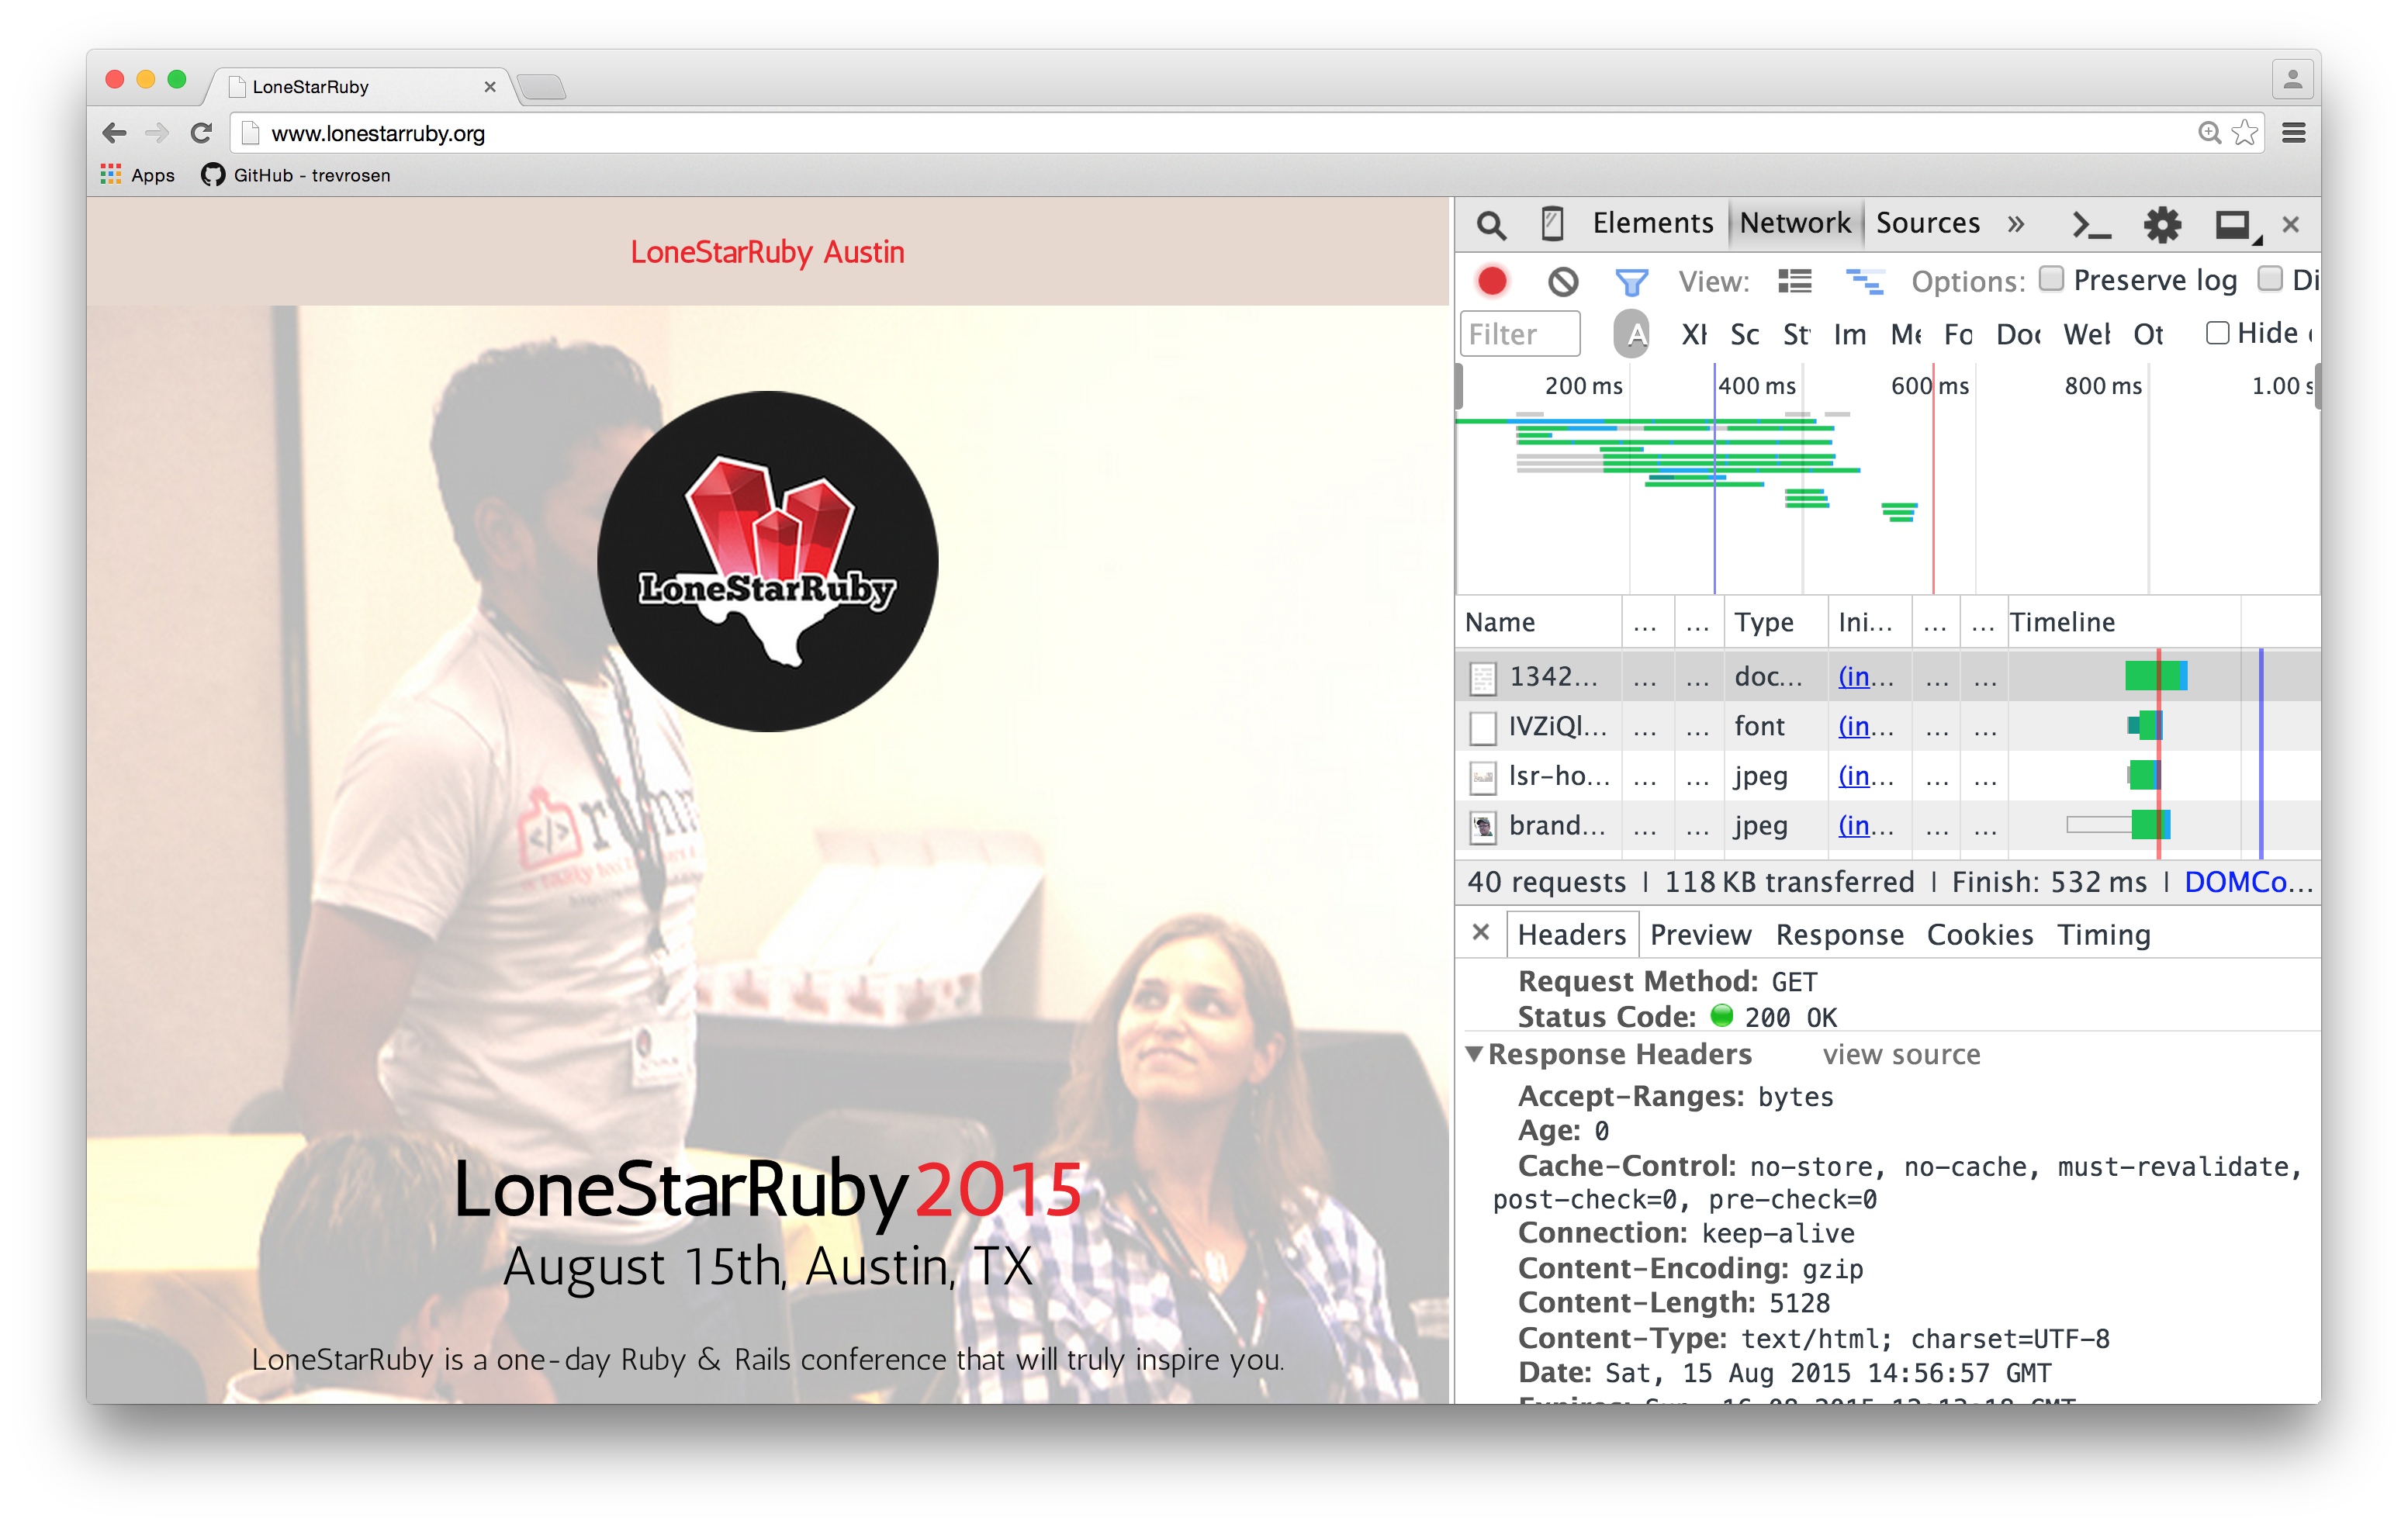 LoneStarRuby
www.lonestarruby.org
Apps GitHub - trevrosen
LoneStarRuby Austin
LoneStarRuby
LoneStarRuby2015
August 15th, Austin, TX
LoneStarRuby is a one-day Ruby & Rails conference that will truly inspire you.
Elements Network Sources »
View: Options: Preserve log Di
Filter A XH Sc St Im Me Fo Doc Web Ot Hide
200 ms 400 ms 600 ms 800 ms 1.00 s
Name ... ... Type Ini... ... ... Timeline
1342... ... ... doc... (in... ... ...
IVZiQl... ... ... font (in... ... ...
lsr-ho... ... ... jpeg (in... ... ...
brand... ... ... jpeg (in... ... ...
40 requests | 118 KB transferred | Finish: 532 ms | DOMCo...
Headers Preview Response Cookies Timing
Request Method: GET
Status Code: 200 OK
Response Headers view source
Accept-Ranges: bytes
Age: 0
Cache-Control: no-store, no-cache, must-revalidate,
post-check=0, pre-check=0
Connection: keep-alive
Content-Encoding: gzip
Content-Length: 5128
Content-Type: text/html; charset=UTF-8
Date: Sat, 15 Aug 2015 14:56:57 GMT